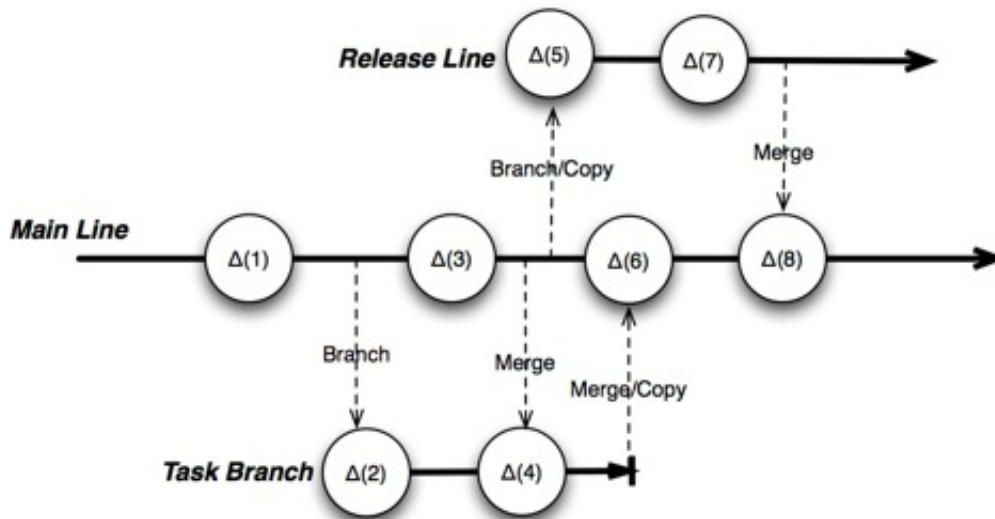 Release Line
Δ(5)
Δ(7)
Branch/Copy
Merge
Main Line
Δ(1)
Δ(3)
Δ(6)
Δ(8)
Branch
Merge
Merge/Copy
Task Branch
Δ(2)
Δ(4)